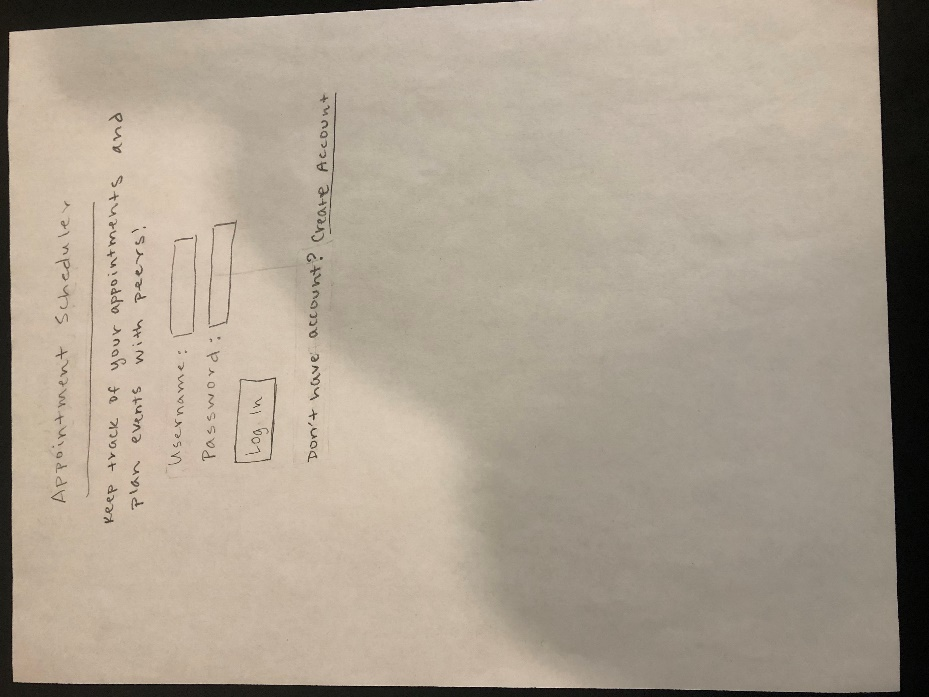 Appointment Scheduler
Keep track of your appointments and
plan events with peers!
Username:
Password:
Log In
Don't have account? Create Account